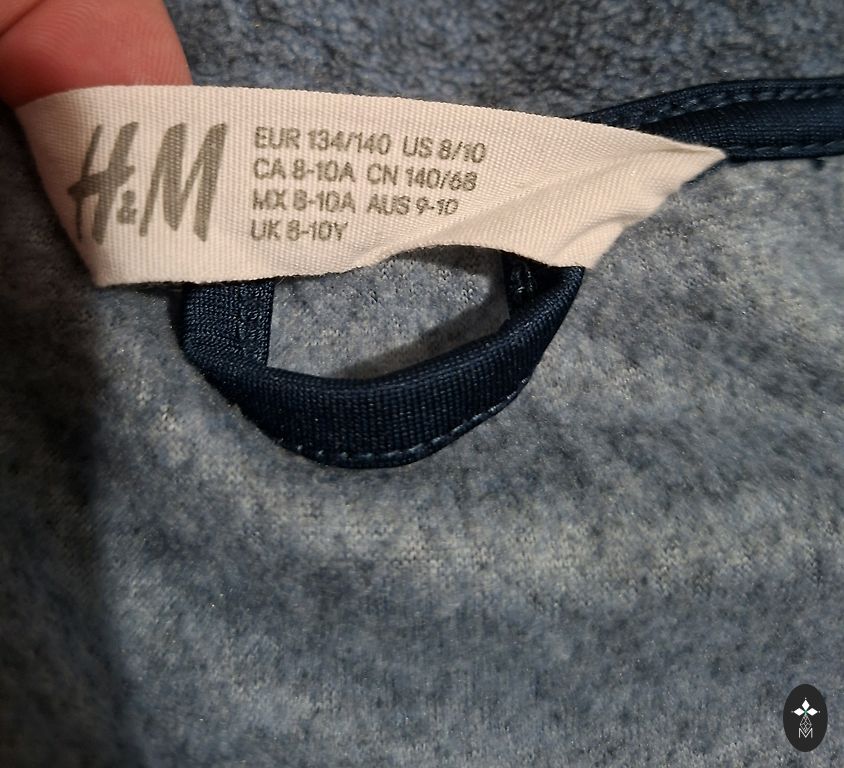 H&M
EUR 134/140 US 8/10
CA 8-10A CN 140/68
MX 8-10A AUS 9-10
UK 8-10Y
M